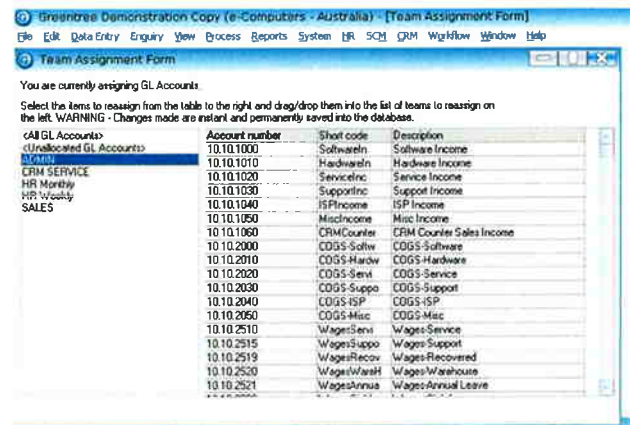 Greentree Demonstration Copy (e-Computers - Australia) - [Team Assignment Form]
File Edit Data Entry Enquiry View Process Reports System HR SCM CRM Workflow Window Help
Team Assignment Form
You are currently assigning GL Accounts.
Select the items to reassign from the table to the right and drag/drop them into the list of teams to reassign on
the left. WARNING - Changes made are instant and permanently saved into the database.
<All GL Accounts>
<Unallocated GL Accounts>
ADMIN
CRM SERVICE
HR Monthly
HR Weekly
SALES
Account number Short code Description
10.10.1000 SoftwareIn Software Income
10.10.1010 HardwareIn Hardware Income
10.10.1020 ServiceInc Service Income
10.10.1030 SupportInc Support Income
10.10.1040 ISPIncome ISP Income
10.10.1050 MiscIncome Misc Income
10.10.1060 CRMCounter CRM Counter Sales Income
10.10.2000 COGS-Softw COGS-Software
10.10.2010 COGS-Hardw COGS-Hardware
10.10.2020 COGS-Servi COGS-Service
10.10.2030 COGS-Suppo COGS-Support
10.10.2040 COGS-ISP COGS-ISP
10.10.2050 COGS-Misc COGS-Misc
10.10.2510 WagesServi Wages-Service
10.10.2515 WagesSuppo Wages-Support
10.10.2519 WagesRecov Wages-Recovered
10.10.2520 WagesWareH Wages-Warehouse
10.10.2521 WagesAnnua Wages-Annual Leave